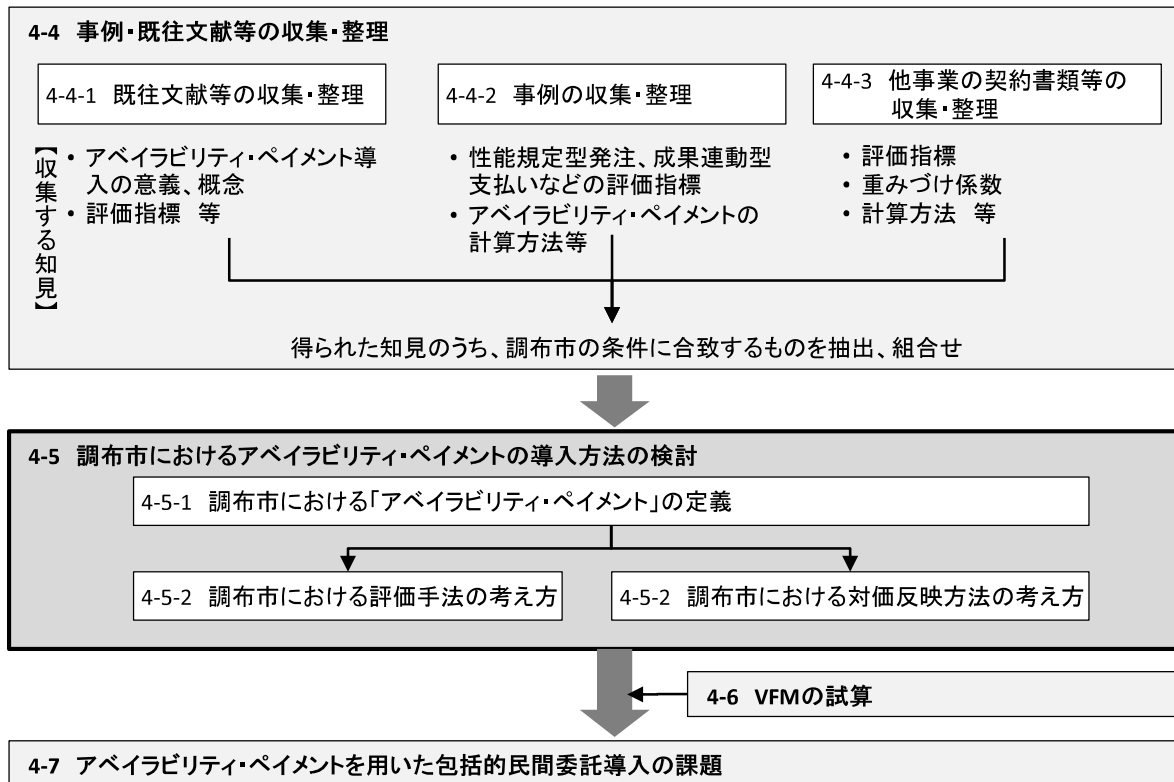 4-4 事例・既往文献等の収集・整理
4-4-1 既往文献等の収集・整理
4-4-2 事例の収集・整理
4-4-3 他事業の契約書類等の
収集・整理
【収集する知見】
・アベイラビリティ・ペイメント導
入の意義、概念
・評価指標 等
・性能規定型発注、成果連動型
支払いなどの評価指標
・アベイラビリティ・ペイメントの
計算方法等
・評価指標
・重みづけ係数
・計算方法 等
得られた知見のうち、調布市の条件に合致するものを抽出、組合せ
4-5 調布市におけるアベイラビリティ・ペイメントの導入方法の検討
4-5-1 調布市における「アベイラビリティ・ペイメント」の定義
4-5-2 調布市における評価手法の考え方
4-5-2 調布市における対価反映方法の考え方
4-6 VFMの試算
4-7 アベイラビリティ・ペイメントを用いた包括的民間委託導入の課題